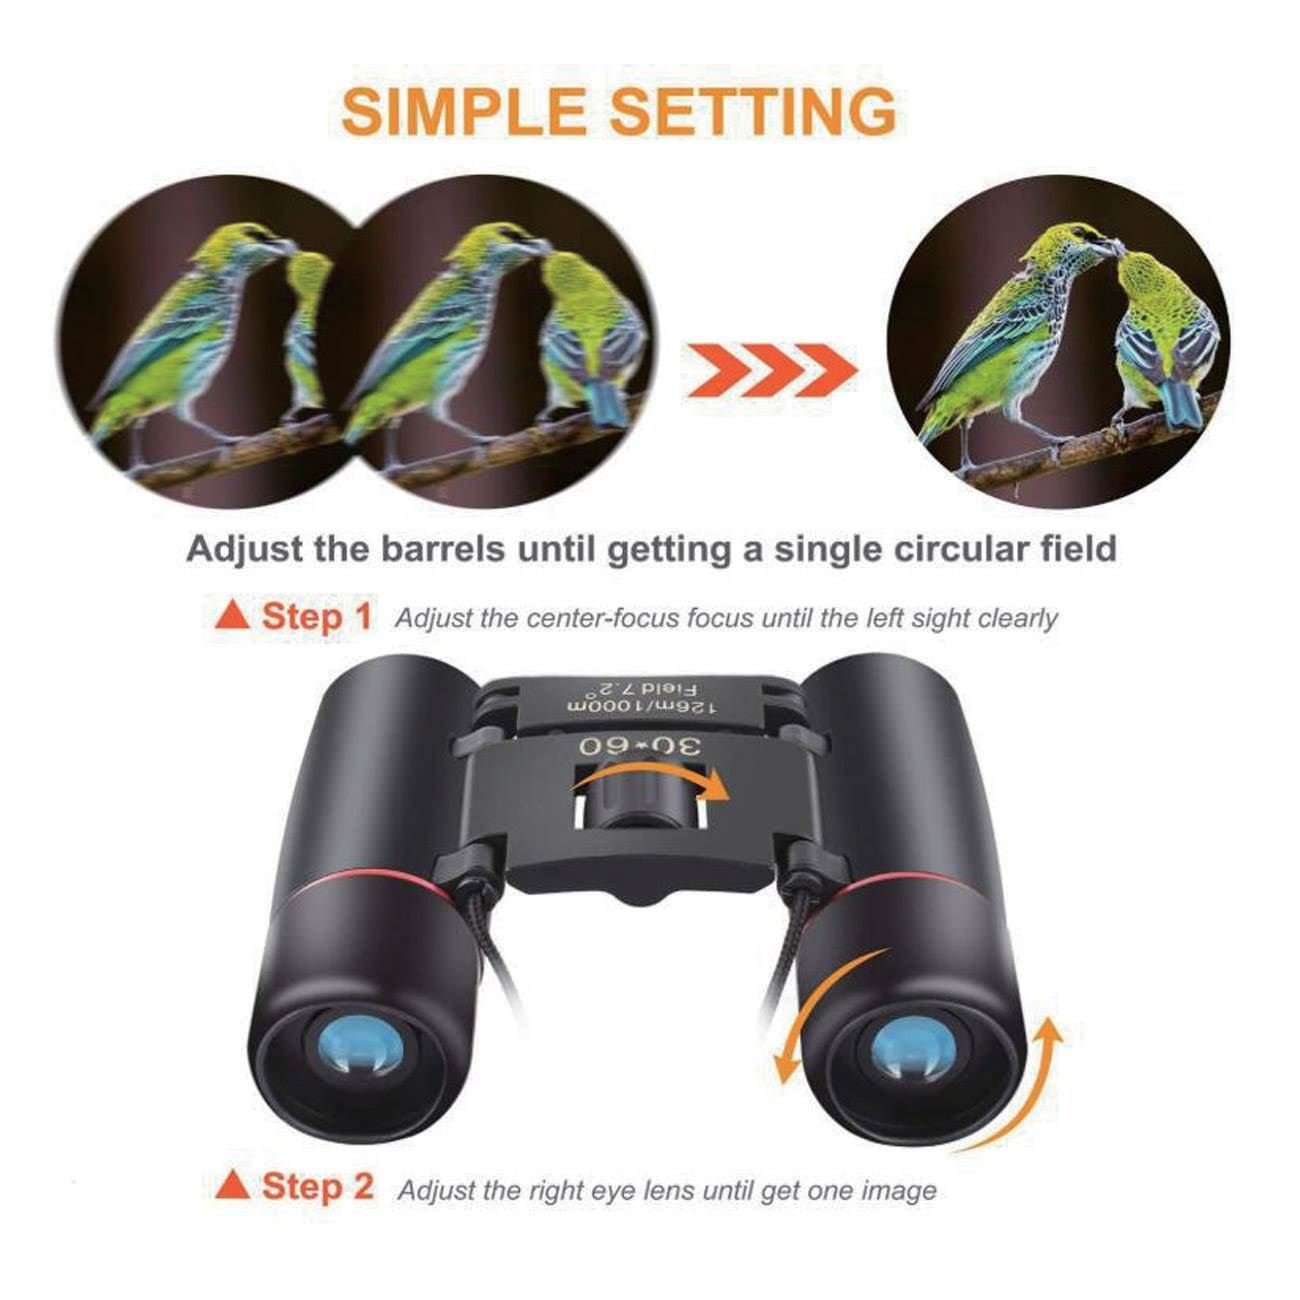 SIMPLE SETTING
Adjust the barrels until getting a single circular field
Step 1 Adjust the center-focus focus until the left sight clearly
Field 7.2°
126m/1000m
30*60
Step 2 Adjust the right eye lens until get one image